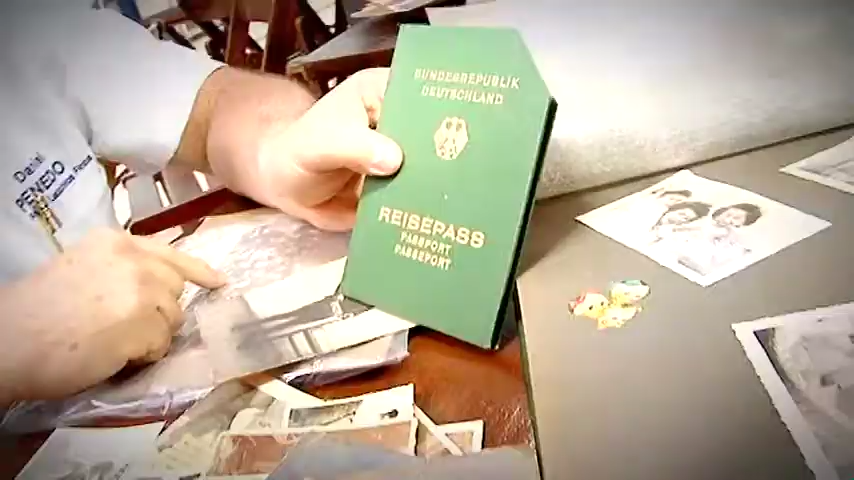 BUNDESREPUBLIK
DEUTSCHLAND
REISEPASS
PASSPORT
PASSEPORT
Daniel
PENEDO